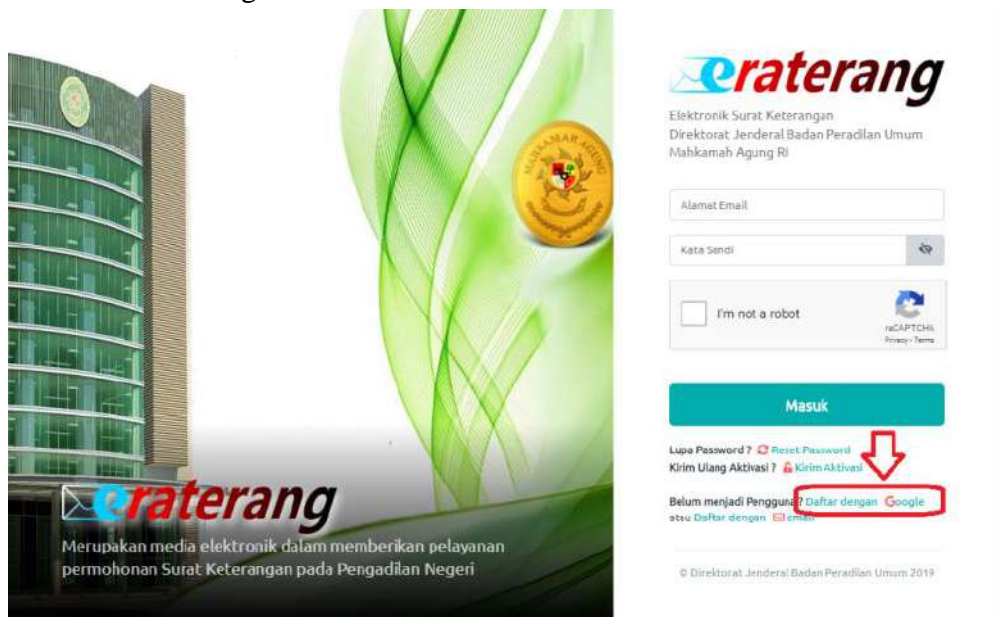 eraterang
Elektronik Surat Keterangan
Direktorat Jenderal Badan Peradilan Umum
Mahkamah Agung RI
Alamat Email
Kata Sandi
I'm not a robot
reCAPTCHA
Privacy - Terms
Masuk
Lupa Password ? Reset Password
Kirim Ulang Aktivasi ? Kirim Aktivasi
Belum menjadi Pengguna? Daftar dengan Google
atau Daftar dengan email
© Direktorat Jenderal Badan Peradilan Umum 2019
MAHKAMAH AGUNG
eraterang
Merupakan media elektronik dalam memberikan pelayanan
permohonan Surat Keterangan pada Pengadilan Negeri